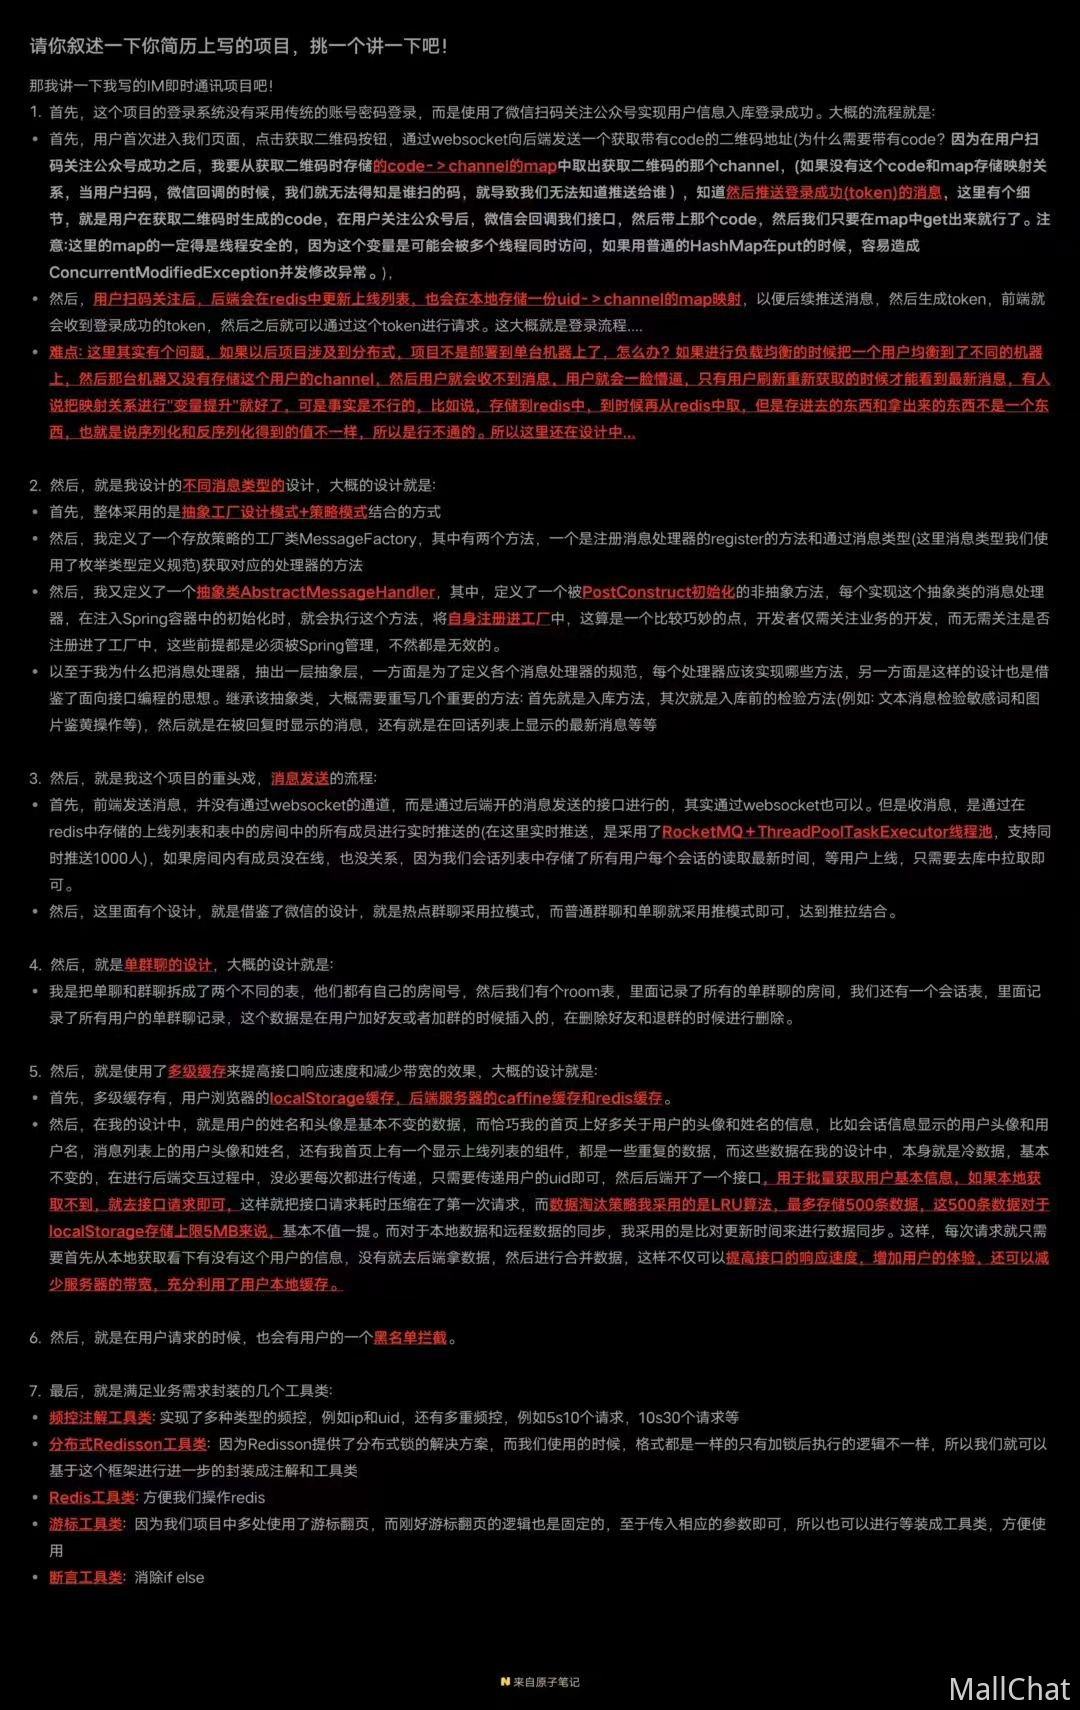 请你叙述一下你简历上写的项目，挑一个讲一下吧！
那我讲一下我写的IM即时通讯项目吧！
1. 首先，这个项目的登录系统没有采用传统的账号密码登录，而是使用了微信扫码关注公众号实现用户信息入库登录成功。大概的流程就是:
• 首先，用户首次进入我们页面，点击获取二维码按钮，通过websocket向后端发送一个获取带有code的二维码地址(为什么需要带有code？因为在用户扫
码关注公众号成功之后，我要从获取二维码时存储的code->channel的map中取出获取二维码的那个channel，(如果没有这个code和map存储映射关
系，当用户扫码，微信回调的时候，我们就无法得知是谁扫的码，就导致我们无法知道推送给谁），知道然后推送登录成功(token)的消息，这里有个细
节，就是用户在获取二维码时生成的code，在用户关注公众号后，微信会回调我们接口，然后带上那个code，然后我们只要在map中get出来就行了。注
意:这里的map的一定得是线程安全的，因为这个变量是可能会被多个线程同时访问，如果用普通的HashMap在put的时候，容易造成
ConcurrentModifiedException并发修改异常。)，
• 然后，用户扫码关注后，后端会在redis中更新上线列表，也会在本地存储一份uid->channel的map映射，以便后续推送消息，然后生成token，前端就
会收到登录成功的token，然后之后就可以通过这个token进行请求。这大概就是登录流程....
• 难点: 这里其实有个问题，如果以后项目涉及到分布式，项目不是部署到单台机器上了，怎么办？如果进行负载均衡的时候把一个用户均衡到了不同的机器
上，然后那台机器又没有存储这个用户的channel，然后用户就会收不到消息，用户就会一脸懵逼，只有用户刷新重新获取的时候才能看到最新消息，有人
说把映射关系进行"变量提升"就好了，可是事实是不行的，比如说，存储到redis中，到时候再从redis中取，但是存进去的东西和拿出来的东西不是一个东
西，也就是说序列化和反序列化得到的值不一样，所以是行不通的。所以这里还在设计中...
2. 然后，就是我设计的不同消息类型的设计，大概的设计就是:
• 首先，整体采用的是抽象工厂设计模式+策略模式结合的方式
• 然后，我定义了一个存放策略的工厂类MessageFactory，其中有两个方法，一个是注册消息处理器的register的方法和通过消息类型(这里消息类型我们使
用了枚举类型定义规范)获取对应的处理器的方法
• 然后，我又定义了一个抽象类AbstractMessageHandler，其中，定义了一个被PostConstruct初始化的非抽象方法，每个实现这个抽象类的消息处理
器，在注入Spring容器中的初始化时，就会执行这个方法，将自身注册进工厂中，这算是一个比较巧妙的点，开发者仅需关注业务的开发，而无需关注是否
注册进了工厂中，这些前提都是必须被Spring管理，不然都是无效的。
• 以至于我为什么把消息处理器，抽出一层抽象层，一方面是为了定义各个消息处理器的规范，每个处理器应该实现哪些方法，另一方面是这样的设计也是借
鉴了面向接口编程的思想。继承该抽象类，大概需要重写几个重要的方法: 首先就是入库方法，其次就是入库前的检验方法(例如: 文本消息检验敏感词和图
片鉴黄操作等)，然后就是在被回复时显示的消息，还有就是在回话列表上显示的最新消息等等
3. 然后，就是我这个项目的重头戏，消息发送的流程:
• 首先，前端发送消息，并没有通过websocket的通道，而是通过后端开的消息发送的接口进行的，其实通过websocket也可以。但是收消息，是通过在
redis中存储的上线列表和表中的房间中的所有成员进行实时推送的(在这里实时推送，是采用了RocketMQ＋ThreadPoolTaskExecutor线程池，支持同
时推送1000人)，如果房间内有成员没在线，也没关系，因为我们会话列表中存储了所有用户每个会话的读取最新时间，等用户上线，只需要去库中拉取即
可。
• 然后，这里面有个设计，就是借鉴了微信的设计，就是热点群聊采用拉模式，而普通群聊和单聊就采用推模式即可，达到推拉结合。
4. 然后，就是单群聊的设计，大概的设计就是:
• 我是把单聊和群聊拆成了两个不同的表，他们都有自己的房间号，然后我们有个room表，里面记录了所有的单群聊的房间，我们还有一个会话表，里面记
录了所有用户的单群聊记录，这个数据是在用户加好友或者加群的时候插入的，在删除好友和退群的时候进行删除。
5. 然后，就是使用了多级缓存来提高接口响应速度和减少带宽的效果，大概的设计就是:
• 首先，多级缓存有，用户浏览器的localStorage缓存，后端服务器的caffine缓存和redis缓存。
• 然后，在我的设计中，就是用户的姓名和头像是基本不变的数据，而恰巧我的首页上好多关于用户的头像和姓名的信息，比如会话信息显示的用户头像和用
户名，消息列表上的用户头像和姓名，还有我首页上有一个显示上线列表的组件，都是一些重复的数据，而这些数据在我的设计中，本身就是冷数据，基本
不变的，在进行后端交互过程中，没必要每次都进行传递，只需要传递用户的uid即可，然后后端开了一个接口，用于批量获取用户基本信息，如果本地获
取不到，就去接口请求即可，这样就把接口请求耗时压缩在了第一次请求，而数据淘汰策略我采用的是LRU算法，最多存储500条数据，这500条数据对于
localStorage存储上限5MB来说，基本不值一提。而对于本地数据和远程数据的同步，我采用的是比对更新时间来进行数据同步。这样，每次请求就只需
要首先从本地获取看下有没有这个用户的信息，没有就去后端拿数据，然后进行合并数据，这样不仅可以提高接口的响应速度，增加用户的体验，还可以减
少服务器的带宽，充分利用了用户本地缓存。
6. 然后，就是在用户请求的时候，也会有用户的一个黑名单拦截。
7. 最后，就是满足业务需求封装的几个工具类:
• 频控注解工具类: 实现了多种类型的频控，例如ip和uid，还有多重频控，例如5s10个请求，10s30个请求等
• 分布式Redisson工具类: 因为Redisson提供了分布式锁的解决方案，而我们使用的时候，格式都是一样的只有加锁后执行的逻辑不一样，所以我们就可以
基于这个框架进行进一步的封装成注解和工具类
• Redis工具类: 方便我们操作redis
• 游标工具类: 因为我们项目中多处使用了游标翻页，而刚好游标翻页的逻辑也是固定的，至于传入相应的参数即可，所以也可以进行等装成工具类，方便使
用
• 断言工具类: 消除if else
来自原子笔记
MallChat